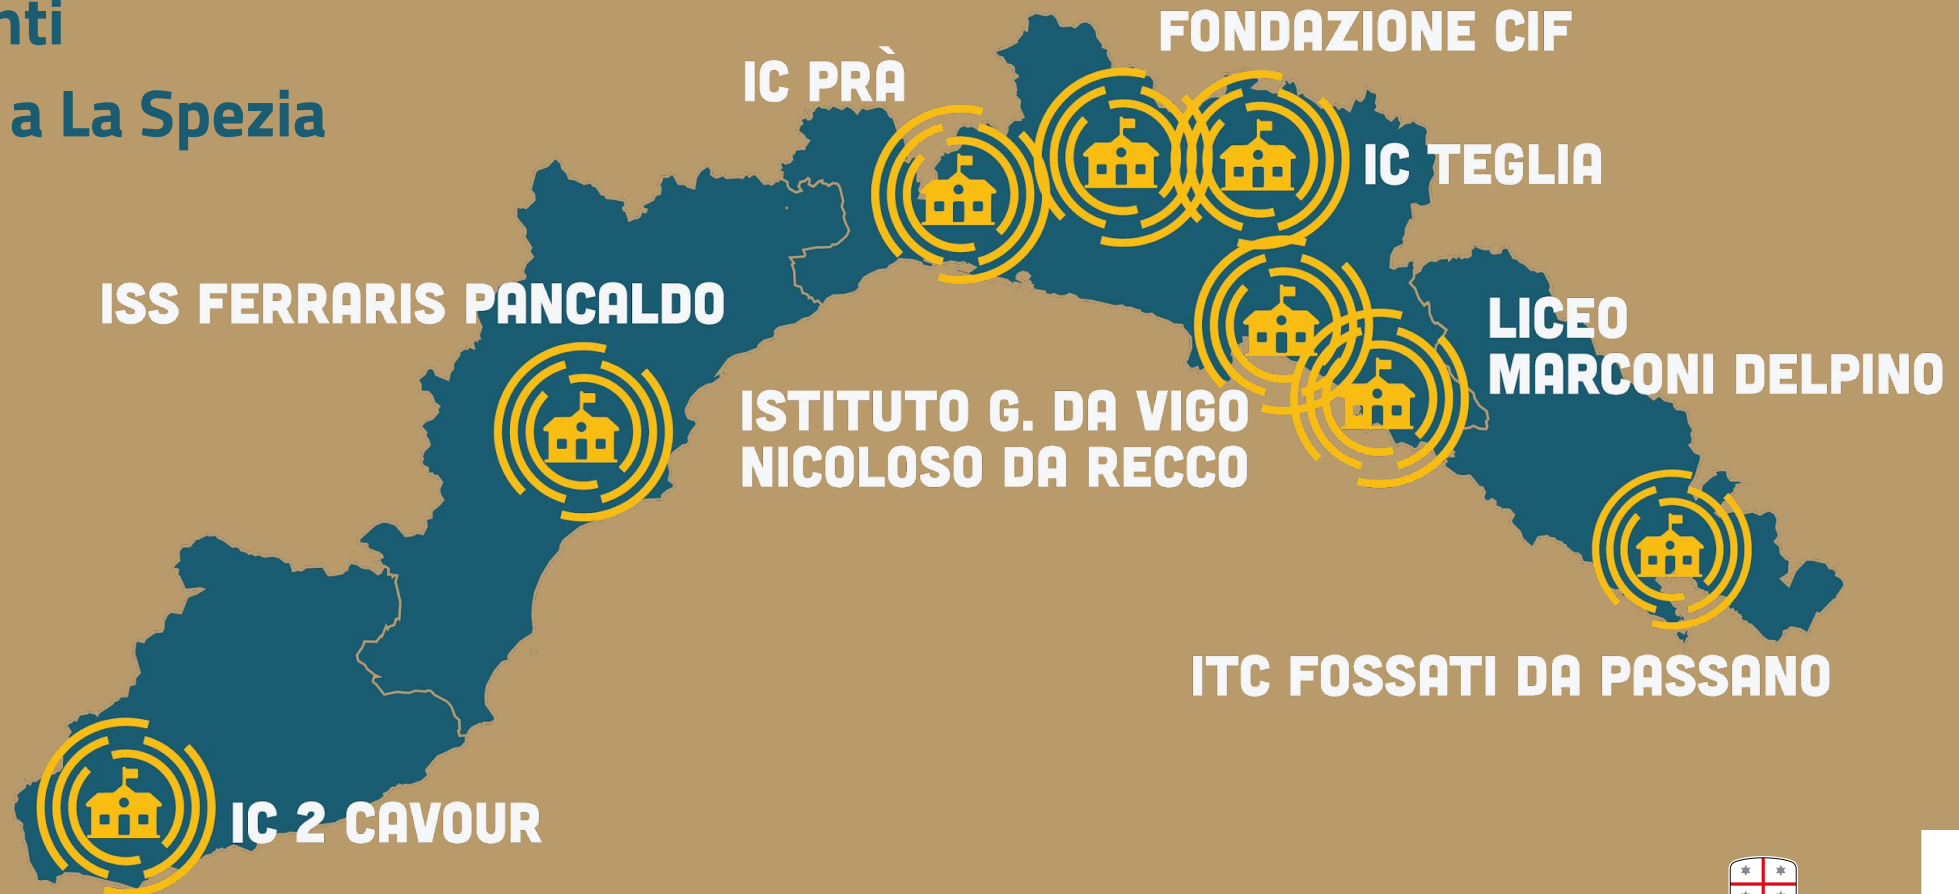 a La Spezia
FONDAZIONE CIF
IC PRÀ
IC TEGLIA
ISS FERRARIS PANCALDO
LICEO
MARCONI DELPINO
ISTITUTO G. DA VIGO
NICOLOSO DA RECCO
ITC FOSSATI DA PASSANO
IC 2 CAVOUR